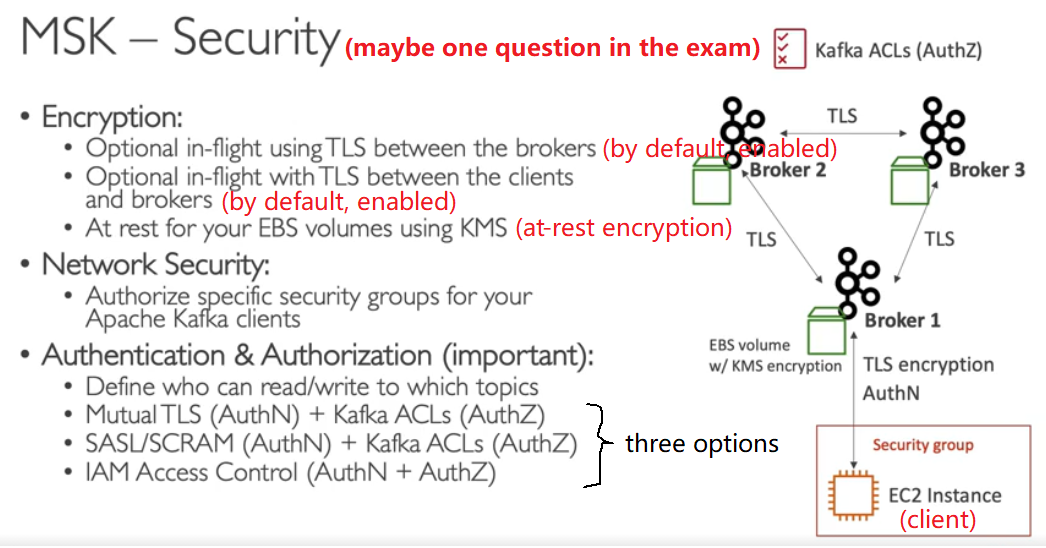 MSK – Security (maybe one question in the exam)
Kafka ACLs (AuthZ)
• Encryption:
• Optional in-flight using TLS between the brokers (by default, enabled)
• Optional in-flight with TLS between the clients
and brokers (by default, enabled)
• At rest for your EBS volumes using KMS (at-rest encryption)
• Network Security:
• Authorize specific security groups for your
Apache Kafka clients
• Authentication & Authorization (important):
• Define who can read/write to which topics
• Mutual TLS (AuthN) + Kafka ACLs (AuthZ)
• SASL/SCRAM (AuthN) + Kafka ACLs (AuthZ)
• IAM Access Control (AuthN + AuthZ)
three options
TLS
Broker 2
Broker 3
TLS
TLS
Broker 1
EBS volume
w/ KMS encryption
TLS encryption
AuthN
Security group
EC2 Instance
(client)